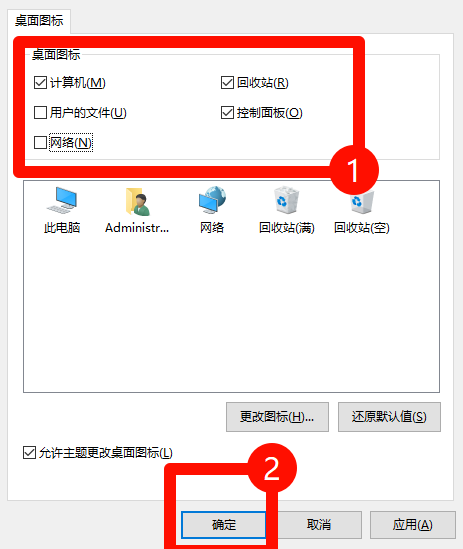 桌面图标
桌面图标
计算机(M) 回收站(R)
用户的文件(U) 控制面板(O)
网络(N)
1
此电脑 Administr... 网络 回收站(满) 回收站(空)
更改图标(H)... 还原默认值(S)
允许主题更改桌面图标(L)
2
确定 取消 应用(A)